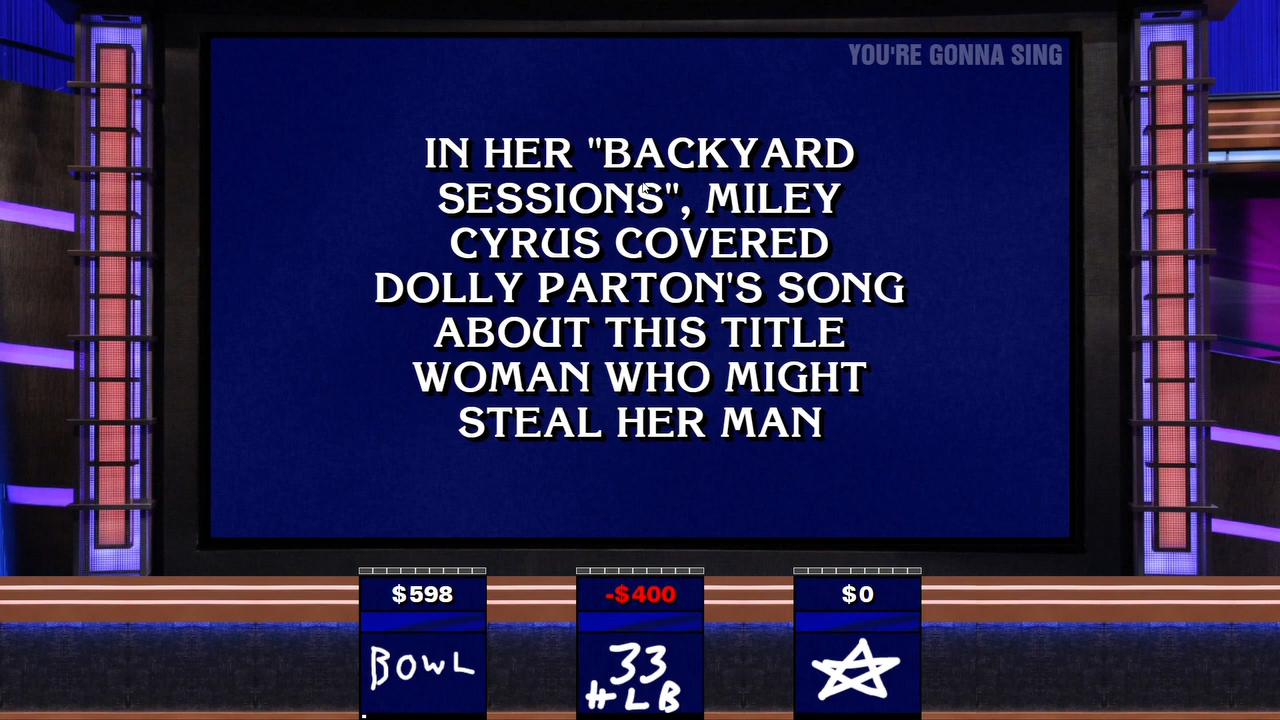 YOU'RE GONNA SING
IN HER "BACKYARD
SESSIONS", MILEY
CYRUS COVERED
DOLLY PARTON'S SONG
ABOUT THIS TITLE
WOMAN WHO MIGHT
STEAL HER MAN
$598
-$400
$0
BOWL
33
HLB